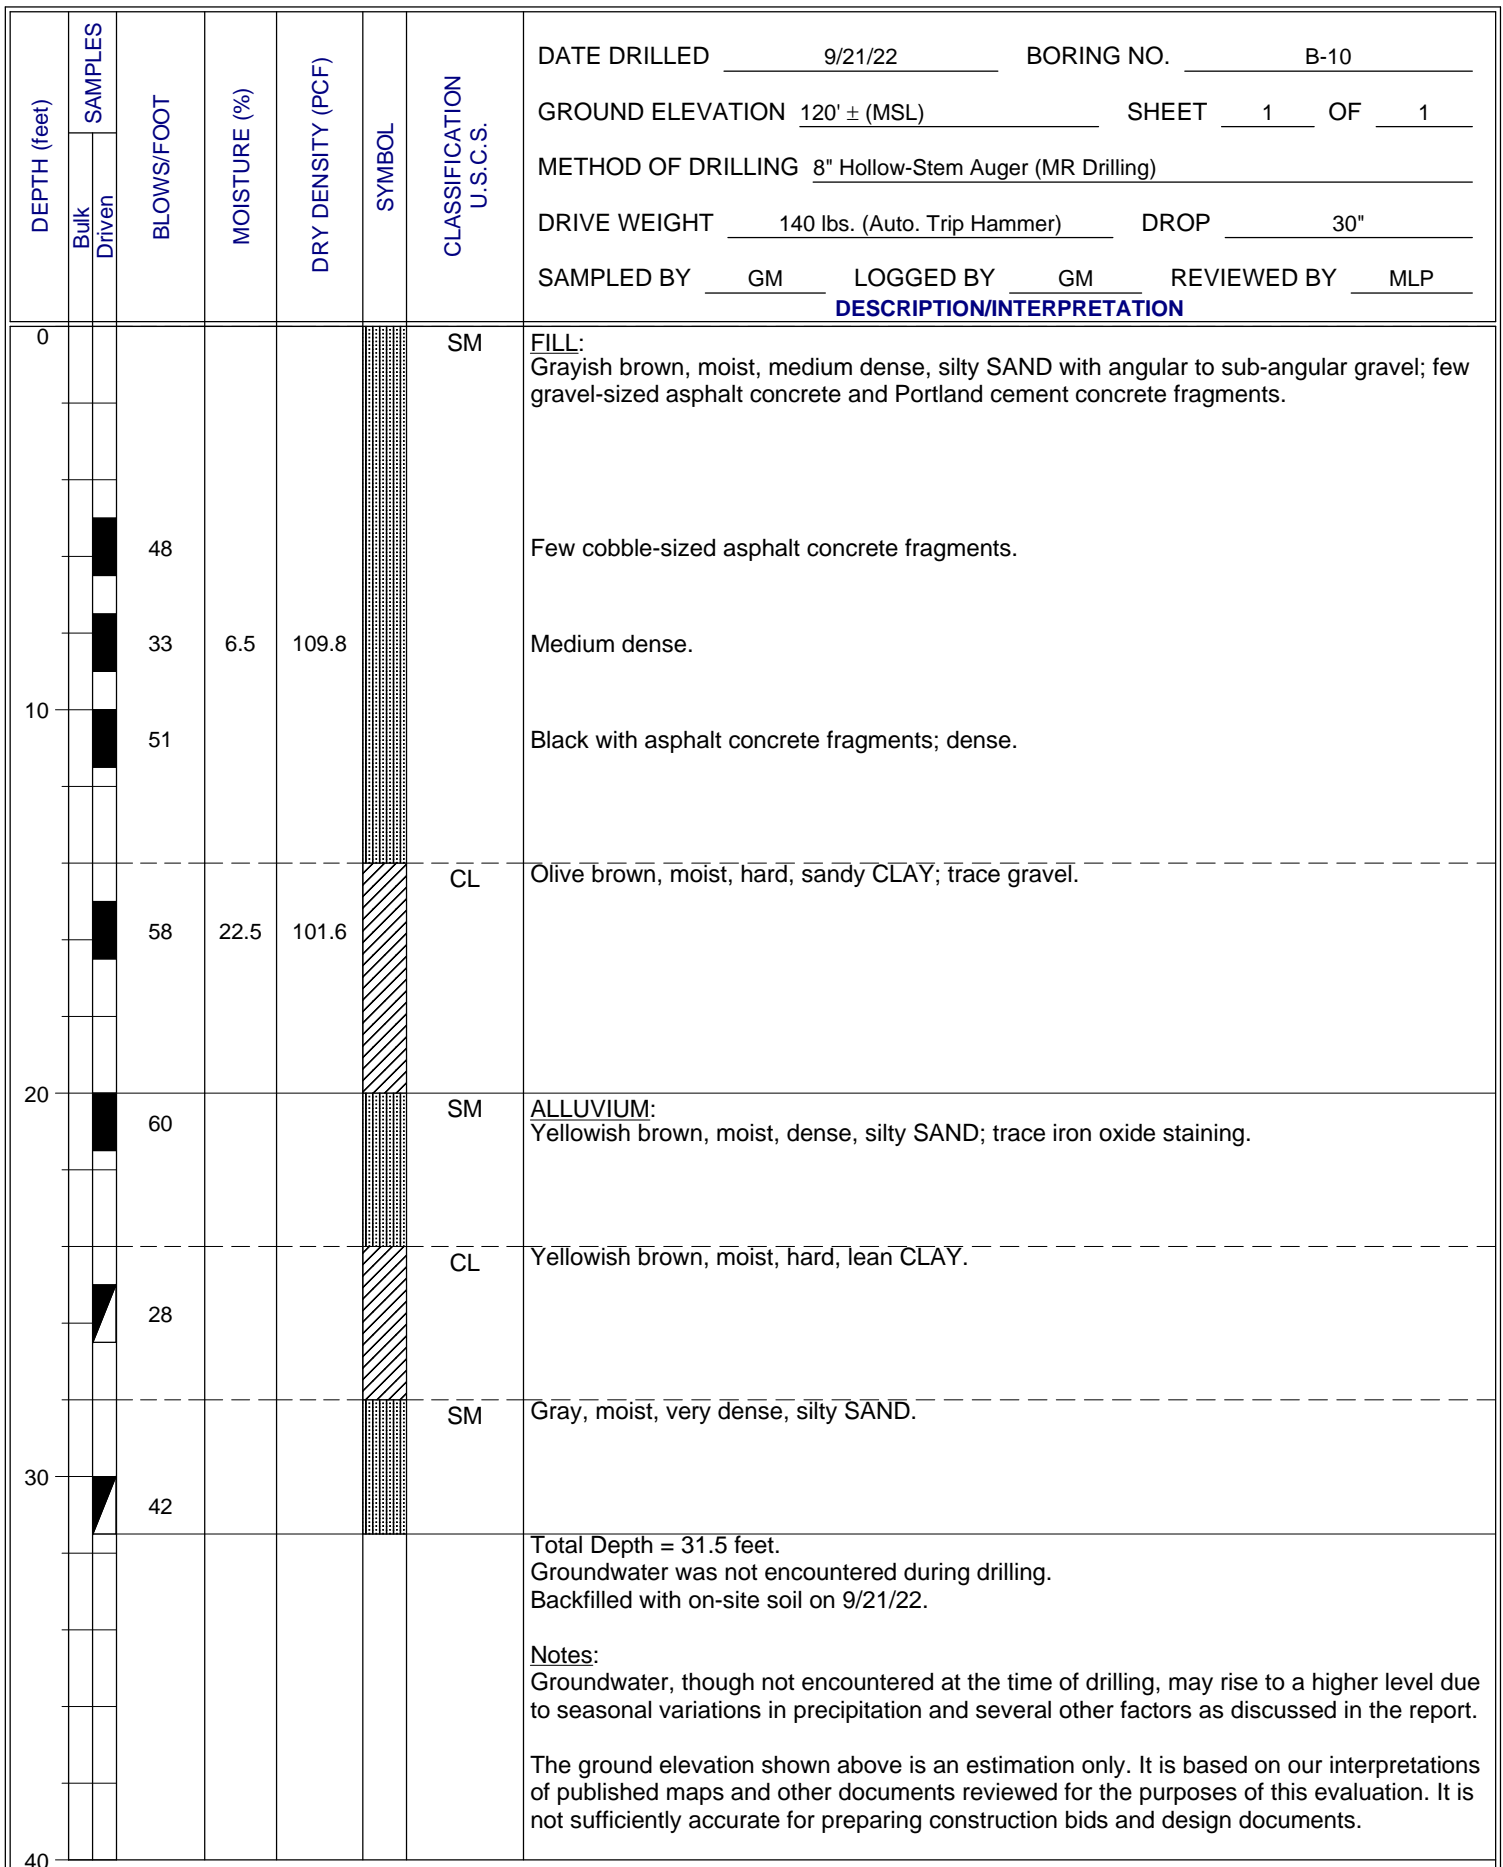 DEPTH (feet)
SAMPLES
Bulk
Driven
BLOWS/FOOT
MOISTURE (%)
DRY DENSITY (PCF)
SYMBOL
CLASSIFICATION
U.S.C.S.
DATE DRILLED 9/21/22 BORING NO. B-10
GROUND ELEVATION 120' ± (MSL) SHEET 1 OF 1
METHOD OF DRILLING 8" Hollow-Stem Auger (MR Drilling)
DRIVE WEIGHT 140 lbs. (Auto. Trip Hammer) DROP 30"
SAMPLED BY GM LOGGED BY GM REVIEWED BY MLP
DESCRIPTION/INTERPRETATION
0 SM FILL:
Grayish brown, moist, medium dense, silty SAND with angular to sub-angular gravel; few
gravel-sized asphalt concrete and Portland cement concrete fragments.
48 Few cobble-sized asphalt concrete fragments.
33 6.5 109.8 Medium dense.
10
51 Black with asphalt concrete fragments; dense.
CL Olive brown, moist, hard, sandy CLAY; trace gravel.
58 22.5 101.6
20
SM ALLUVIUM:
60 Yellowish brown, moist, dense, silty SAND; trace iron oxide staining.
CL Yellowish brown, moist, hard, lean CLAY.
28
SM Gray, moist, very dense, silty SAND.
30
42
Total Depth = 31.5 feet.
Groundwater was not encountered during drilling.
Backfilled with on-site soil on 9/21/22.
Notes:
Groundwater, though not encountered at the time of drilling, may rise to a higher level due
to seasonal variations in precipitation and several other factors as discussed in the report.
The ground elevation shown above is an estimation only. It is based on our interpretations
of published maps and other documents reviewed for the purposes of this evaluation. It is
not sufficiently accurate for preparing construction bids and design documents.
40